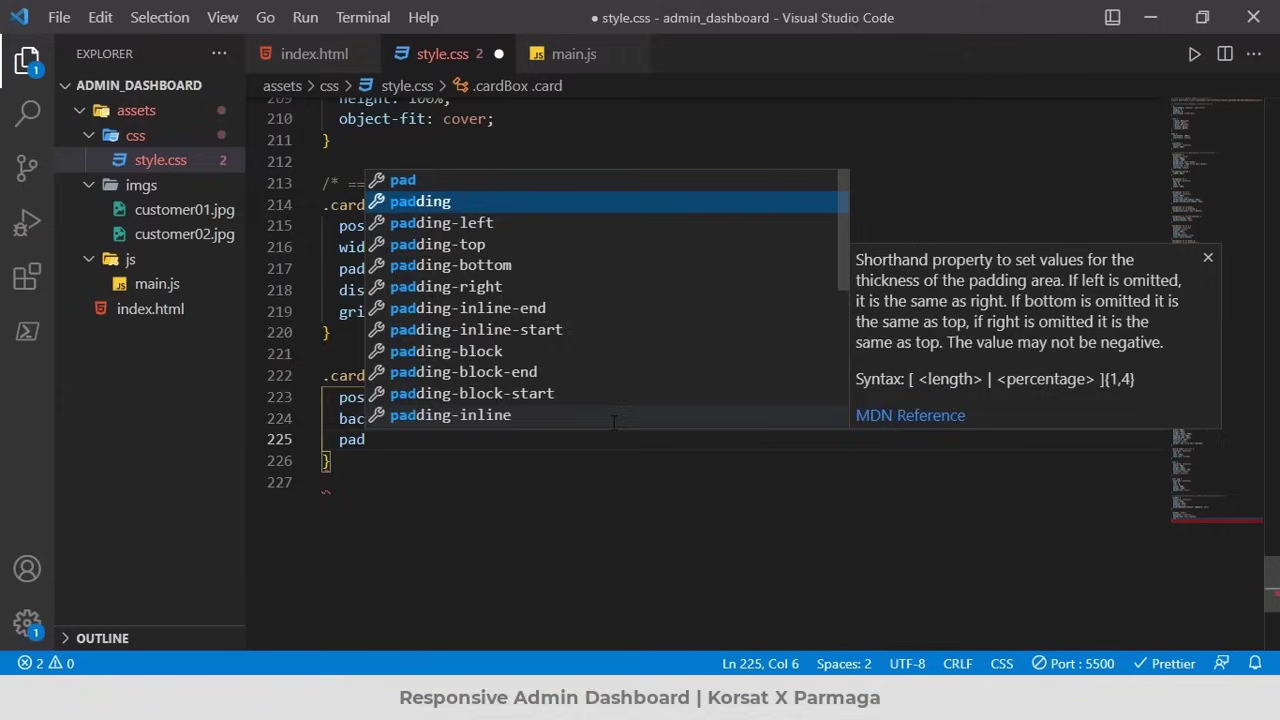 File Edit Selection View Go Run Terminal Help
● style.css - admin_dashboard - Visual Studio Code
EXPLORER
index.html
style.css 2
main.js
ADMIN_DASHBOARD
assets
css
style.css 2
imgs
customer01.jpg
customer02.jpg
js
main.js
index.html
OUTLINE
assets > css > style.css > .cardBox .card
209 height: 100%;
210 object-fit: cover;
211 }
212
213 /* ==
214 .card
215 pos
216 wid
217 pad
218 dis
219 gri
220 }
221
222 .card
223 pos
224 bac
225 pad
226 }
227
pad
padding
padding-left
padding-top
padding-bottom
padding-right
padding-inline-end
padding-inline-start
padding-block
padding-block-end
padding-block-start
padding-inline
Shorthand property to set values for the
thickness of the padding area. If left is omitted,
it is the same as right. If bottom is omitted it is
the same as top, if right is omitted it is the
same as top. The value may not be negative.
Syntax: [ <length> | <percentage> ]{1,4}
MDN Reference
1
1
2 0
Ln 225, Col 6 Spaces: 2 UTF-8 CRLF CSS Port : 5500 Prettier
Responsive Admin Dashboard | Korsat X Parmaga